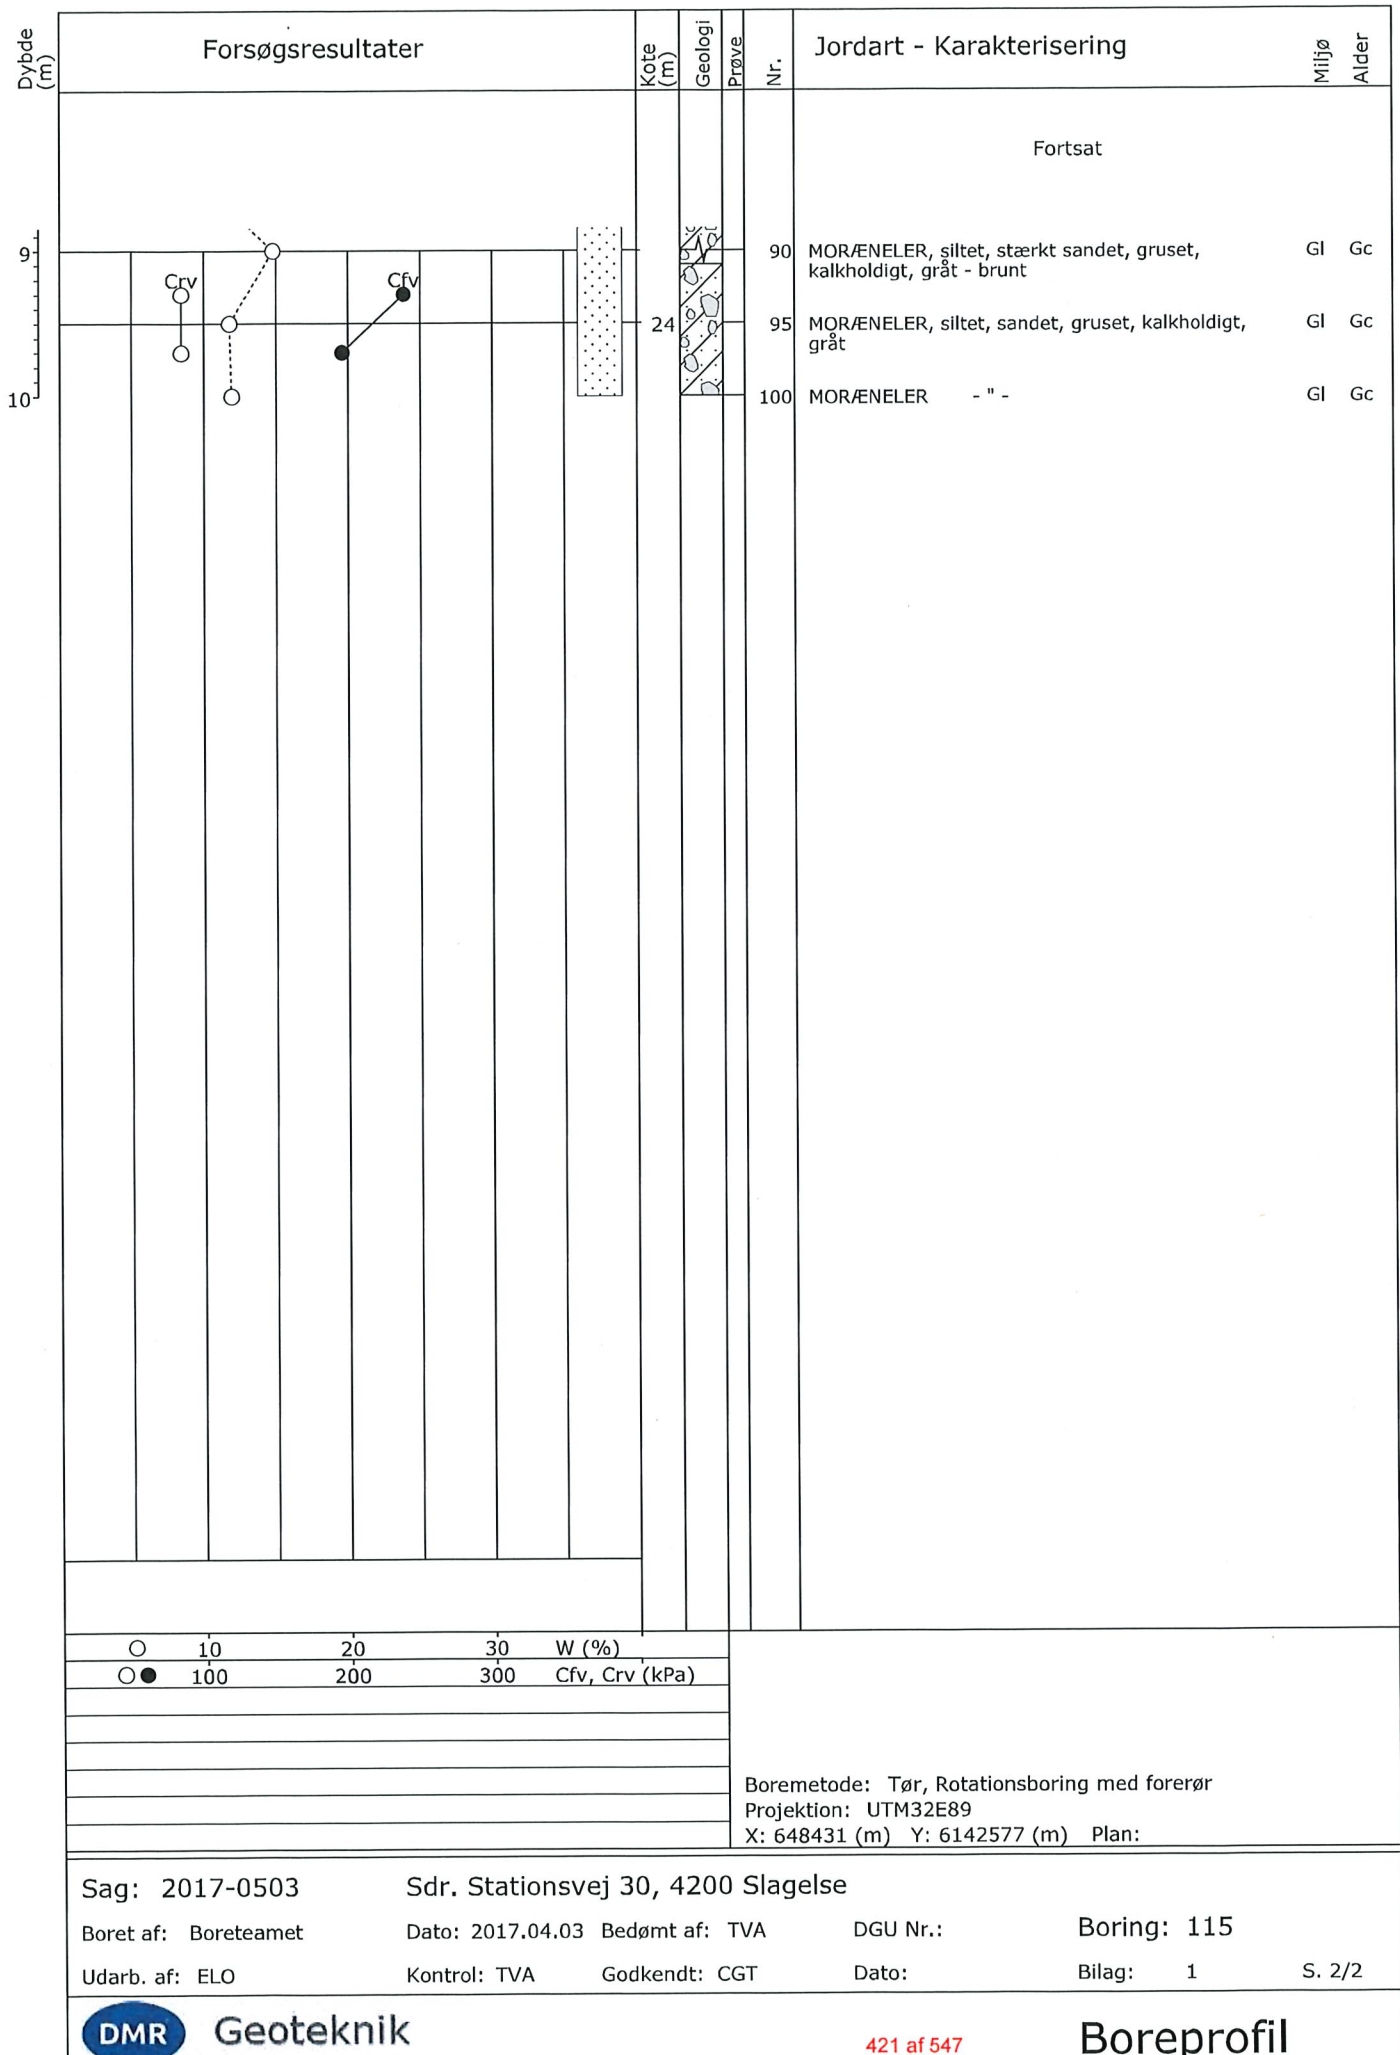 Dybde (m)
Forsøgsresultater
Kote (m)
Geologi
Prøve
Nr.
Jordart - Karakterisering
Miljø
Alder
Fortsat
9
90 MORÆNELER, siltet, stærkt sandet, gruset, Gl Gc
kalkholdigt, gråt - brunt
Crv
Cfv
24
95 MORÆNELER, siltet, sandet, gruset, kalkholdigt, Gl Gc
gråt
10
100 MORÆNELER - " - Gl Gc
10 20 30 W (%)
100 200 300 Cfv, Crv (kPa)
Boremetode: Tør, Rotationsboring med forerør
Projektion: UTM32E89
X: 648431 (m) Y: 6142577 (m) Plan:
Sag: 2017-0503 Sdr. Stationsvej 30, 4200 Slagelse
Boret af: Boreteamet Dato: 2017.04.03 Bedømt af: TVA DGU Nr.: Boring: 115
Udarb. af: ELO Kontrol: TVA Godkendt: CGT Dato: Bilag: 1 S. 2/2
DMR Geoteknik
421 af 547
Boreprofil